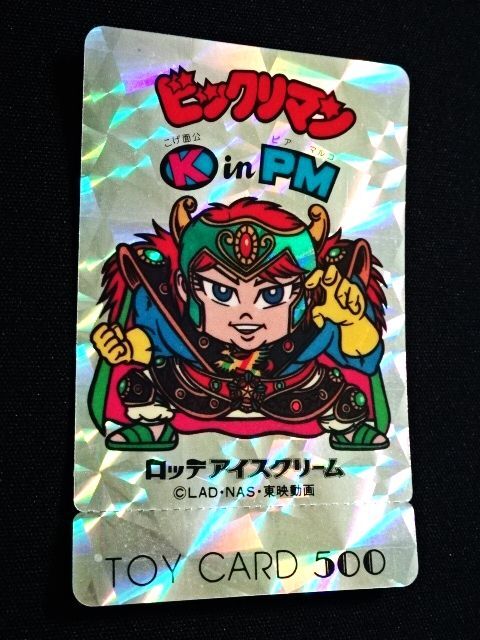 ビックリマン
こげ面公 ピア マルコ
K in PM
ロッテアイスクリーム
©LAD・NAS・東映動画
TOY CARD 500